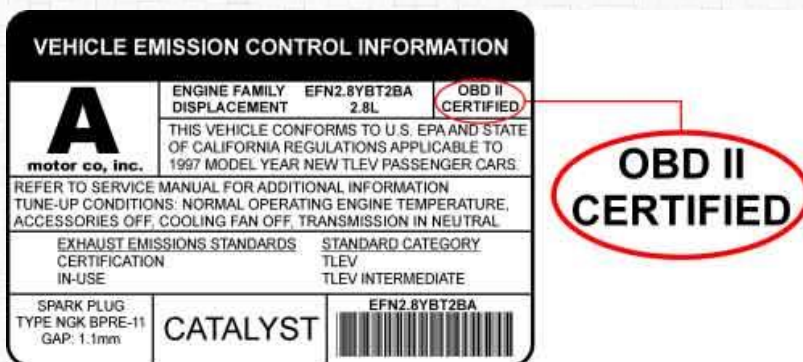 VEHICLE EMISSION CONTROL INFORMATION
A
motor co, inc.
ENGINE FAMILY EFN2.8YBT2BA
DISPLACEMENT 2.8L
OBD II
CERTIFIED
THIS VEHICLE CONFORMS TO U.S. EPA AND STATE
OF CALIFORNIA REGULATIONS APPLICABLE TO
1997 MODEL YEAR NEW TLEV PASSENGER CARS.
REFER TO SERVICE MANUAL FOR ADDITIONAL INFORMATION
TUNE-UP CONDITIONS: NORMAL OPERATING ENGINE TEMPERATURE,
ACCESSORIES OFF, COOLING FAN OFF, TRANSMISSION IN NEUTRAL
EXHAUST EMISSIONS STANDARDS STANDARD CATEGORY
CERTIFICATION TLEV
IN-USE TLEV INTERMEDIATE
SPARK PLUG
TYPE NGK BPRE-11
GAP: 1.1mm
CATALYST
EFN2.8YBT2BA
OBD II
CERTIFIED